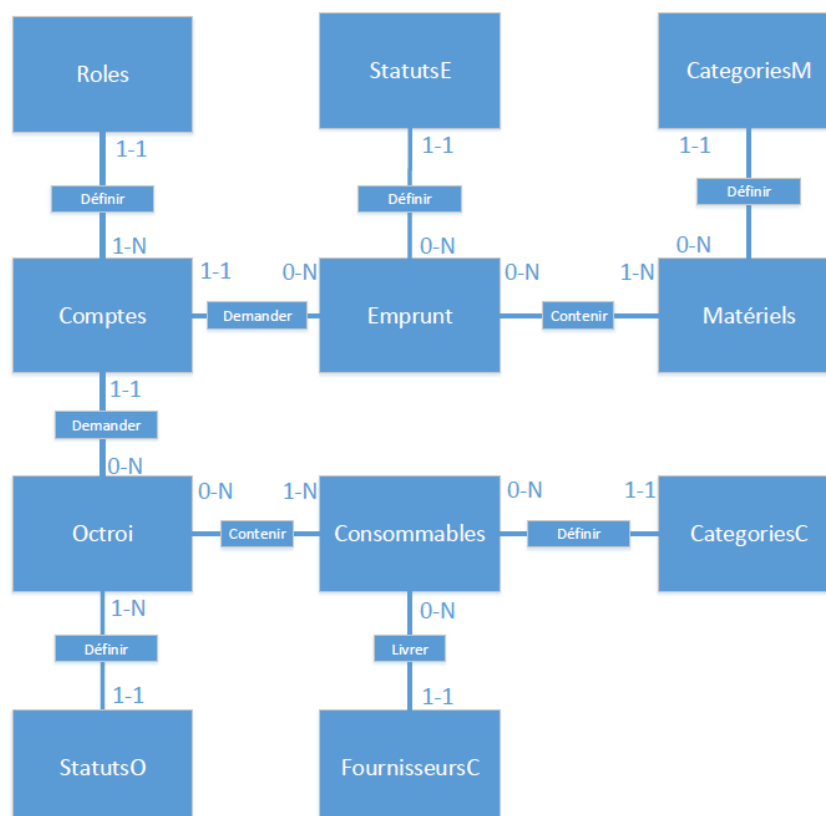 Roles
StatutsE
CategoriesM
1-1
1-1
1-1
Définir
Définir
Définir
1-N
0-N
0-N
1-1
0-N
0-N
1-N
Comptes
Demander
Emprunt
Contenir
Matériels
1-1
Demander
0-N
0-N
1-N
0-N
1-1
Octroi
Contenir
Consommables
Définir
CategoriesC
1-N
0-N
Définir
Livrer
1-1
1-1
StatutsO
FournisseursC